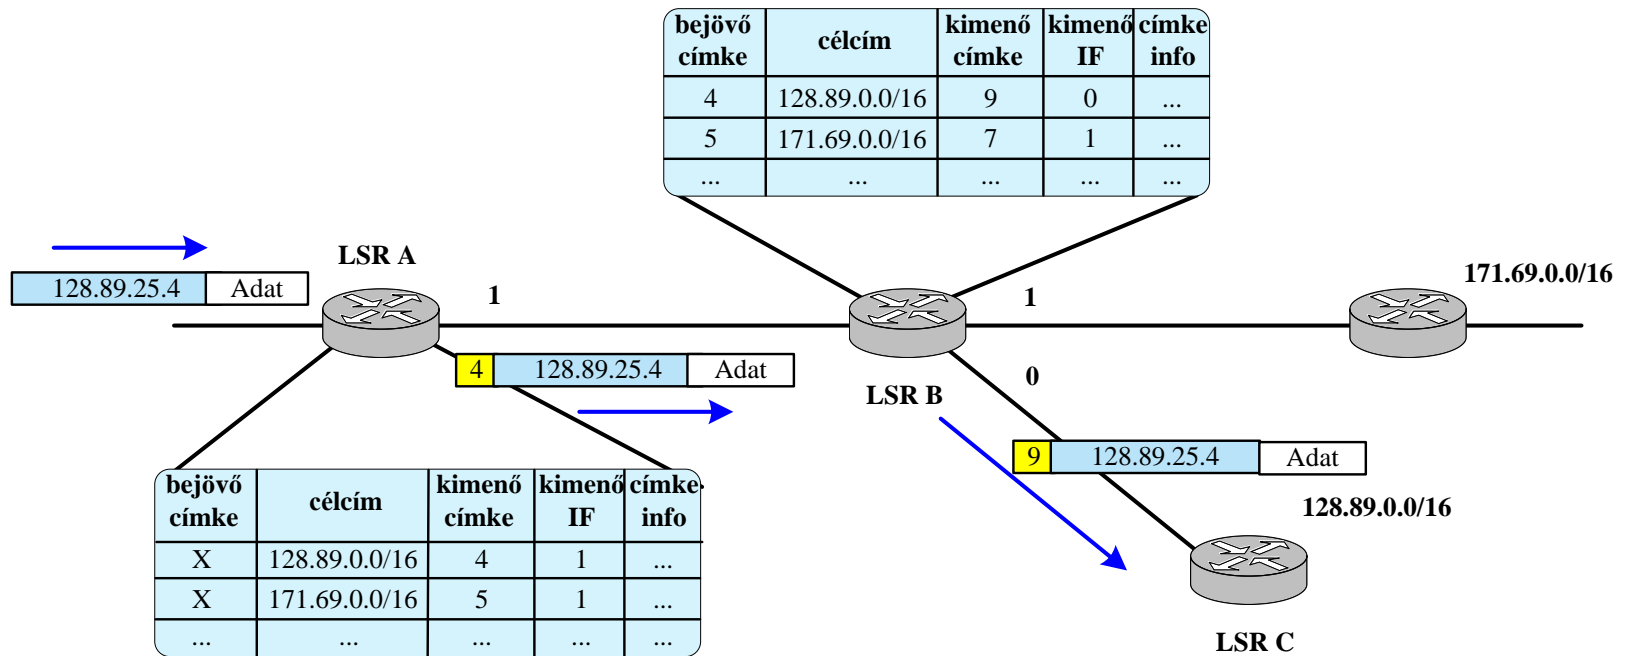 bejövő címke célcím kimenő címke kimenő IF címke info
4 128.89.0.0/16 9 0 ...
5 171.69.0.0/16 7 1 ...
... ... ... ... ...
LSR A
128.89.25.4 Adat
1
1
171.69.0.0/16
4 128.89.25.4 Adat
0
LSR B
9 128.89.25.4 Adat
128.89.0.0/16
bejövő címke célcím kimenő címke kimenő IF címke info
X 128.89.0.0/16 4 1 ...
X 171.69.0.0/16 5 1 ...
... ... ... ... ...
LSR C